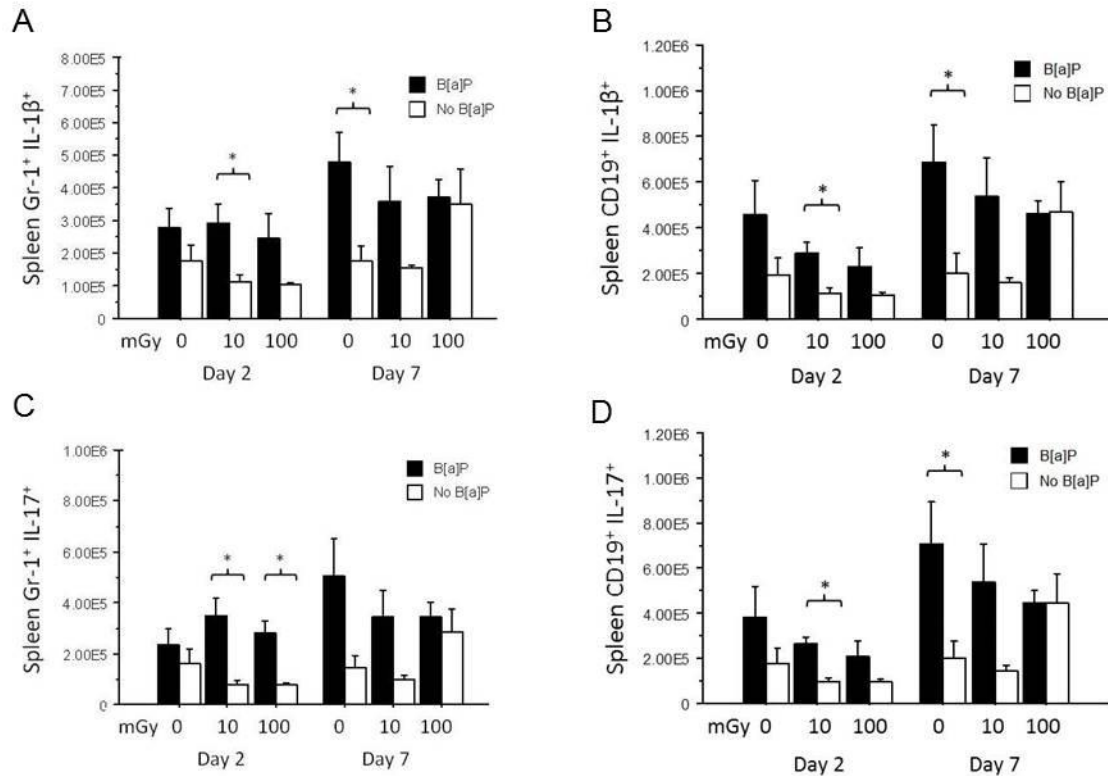 A
Spleen Gr-1⁺ IL-1β⁺
8.00E5
7.00E5
6.00E5
5.00E5
4.00E5
3.00E5
2.00E5
1.00E5
0
B[a]P
No B[a]P
*
*
mGy 0 10 100 0 10 100
Day 2 Day 7
B
Spleen CD19⁺ IL-1β⁺
1.20E6
1.00E6
8.00E5
6.00E5
4.00E5
2.00E5
0
B[a]P
No B[a]P
*
*
mGy 0 10 100 0 10 100
Day 2 Day 7
C
Spleen Gr-1⁺ IL-17⁺
1.00E6
8.00E5
6.00E5
4.00E5
2.00E5
0
B[a]P
No B[a]P
* *
mGy 0 10 100 0 10 100
Day 2 Day 7
D
Spleen CD19⁺ IL-17⁺
1.20E6
1.00E6
8.00E5
6.00E5
4.00E5
2.00E5
0
B[a]P
No B[a]P
*
*
mGy 0 10 100 0 10 100
Day 2 Day 7